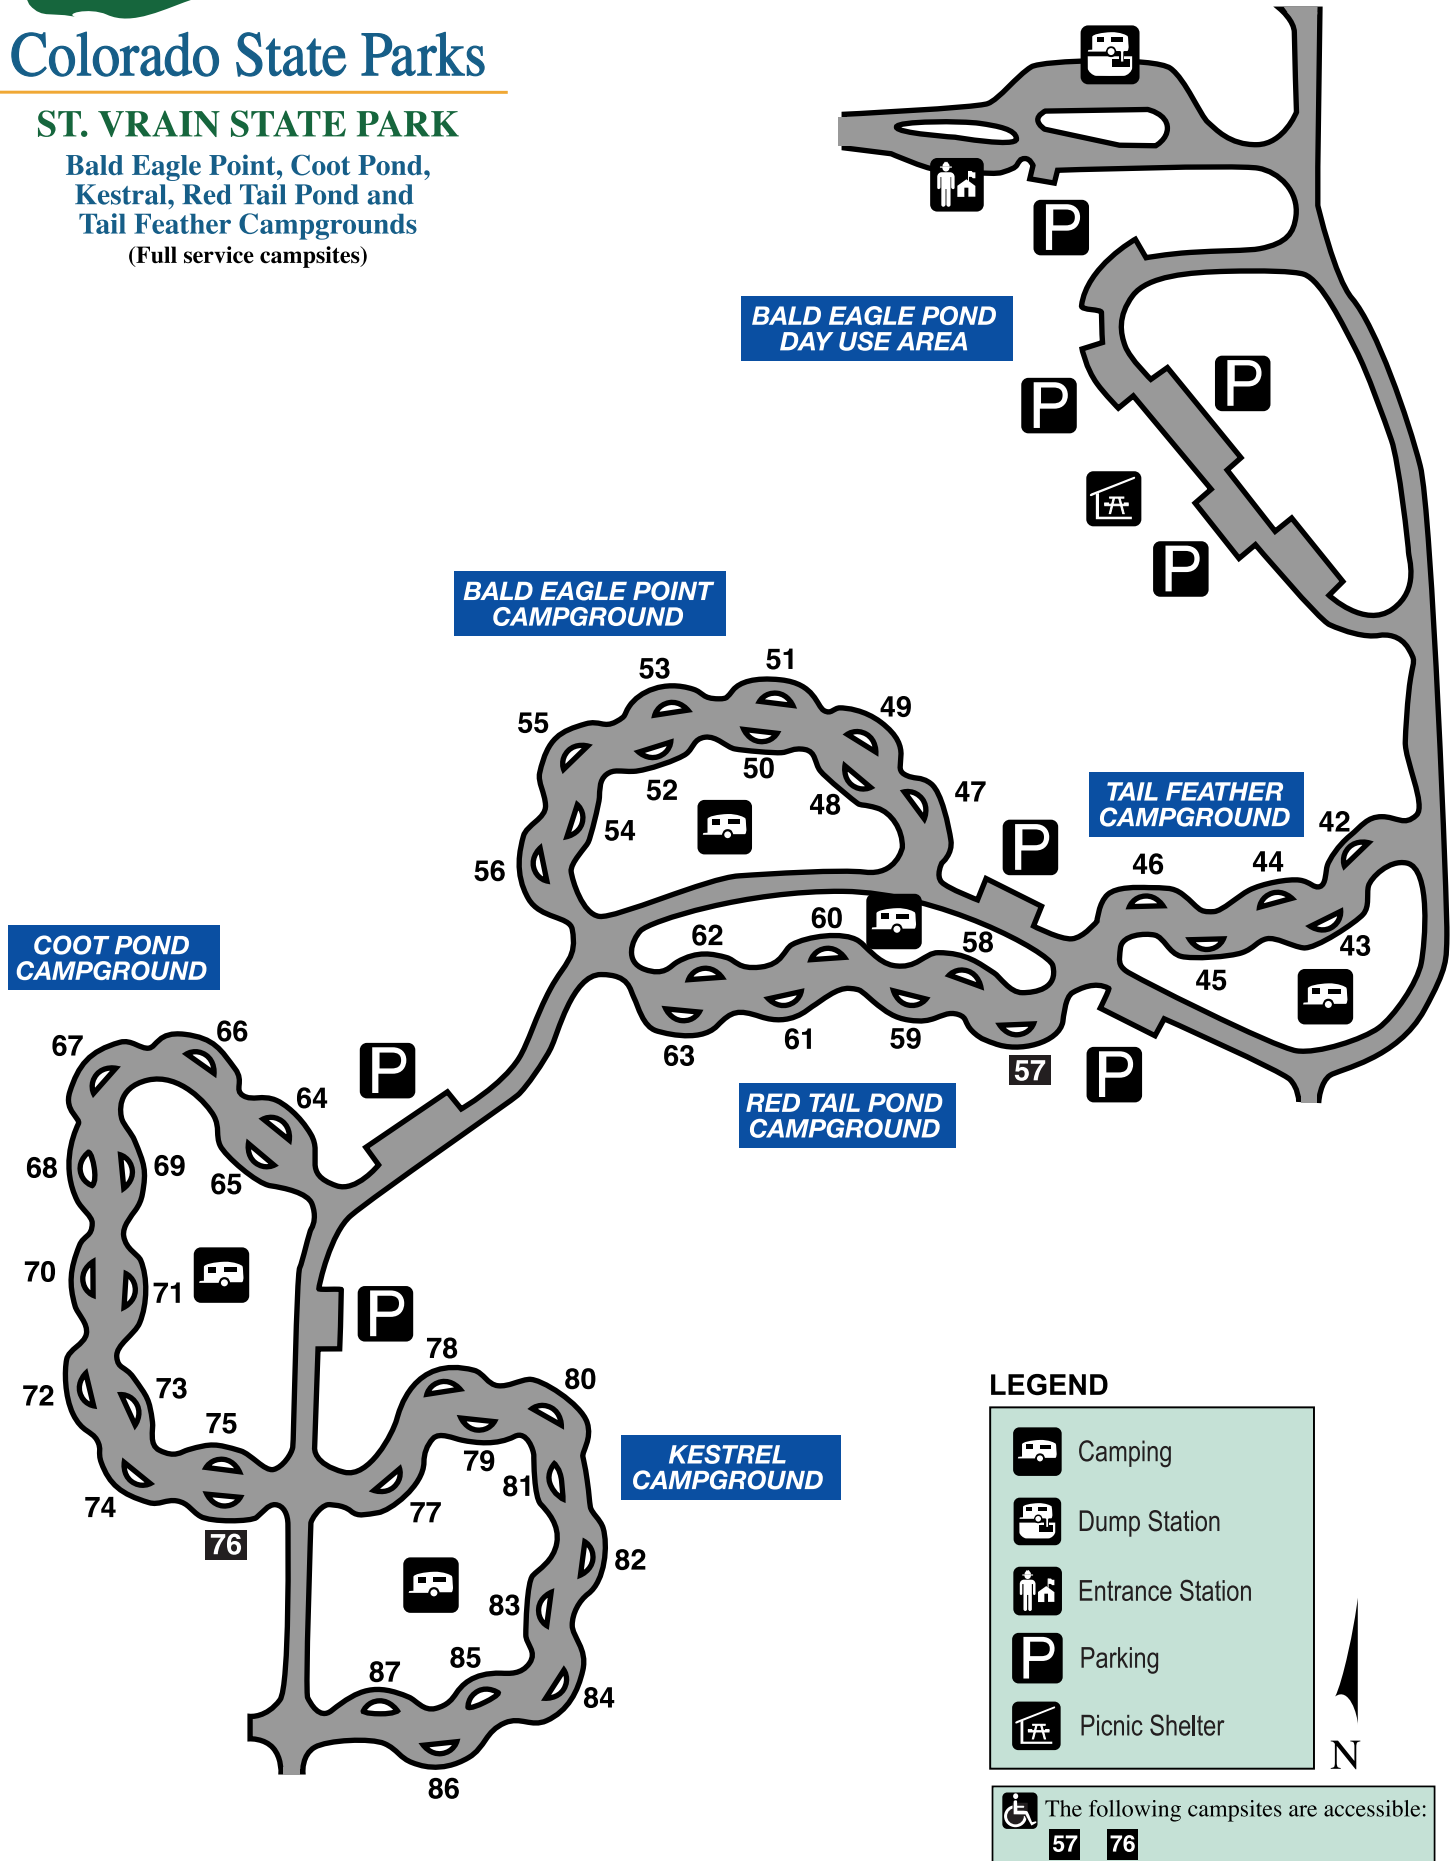 Colorado State Parks
ST. VRAIN STATE PARK
Bald Eagle Point, Coot Pond,
Kestral, Red Tail Pond and
Tail Feather Campgrounds
(Full service campsites)
P
BALD EAGLE POND
DAY USE AREA
P
P
P
BALD EAGLE POINT
CAMPGROUND
53
51
55
49
52
50
48
47
54
56
P
TAIL FEATHER
CAMPGROUND
42
46
44
43
45
62
60
58
63
61
59
57
P
RED TAIL POND
CAMPGROUND
COOT POND
CAMPGROUND
67
66
64
P
68
69
65
70
71
P
72
73
75
74
76
78
80
79
81
77
KESTREL
CAMPGROUND
82
83
85
87
84
86
LEGEND
Camping
Dump Station
Entrance Station
P Parking
Picnic Shelter
N
The following campsites are accessible:
57 76